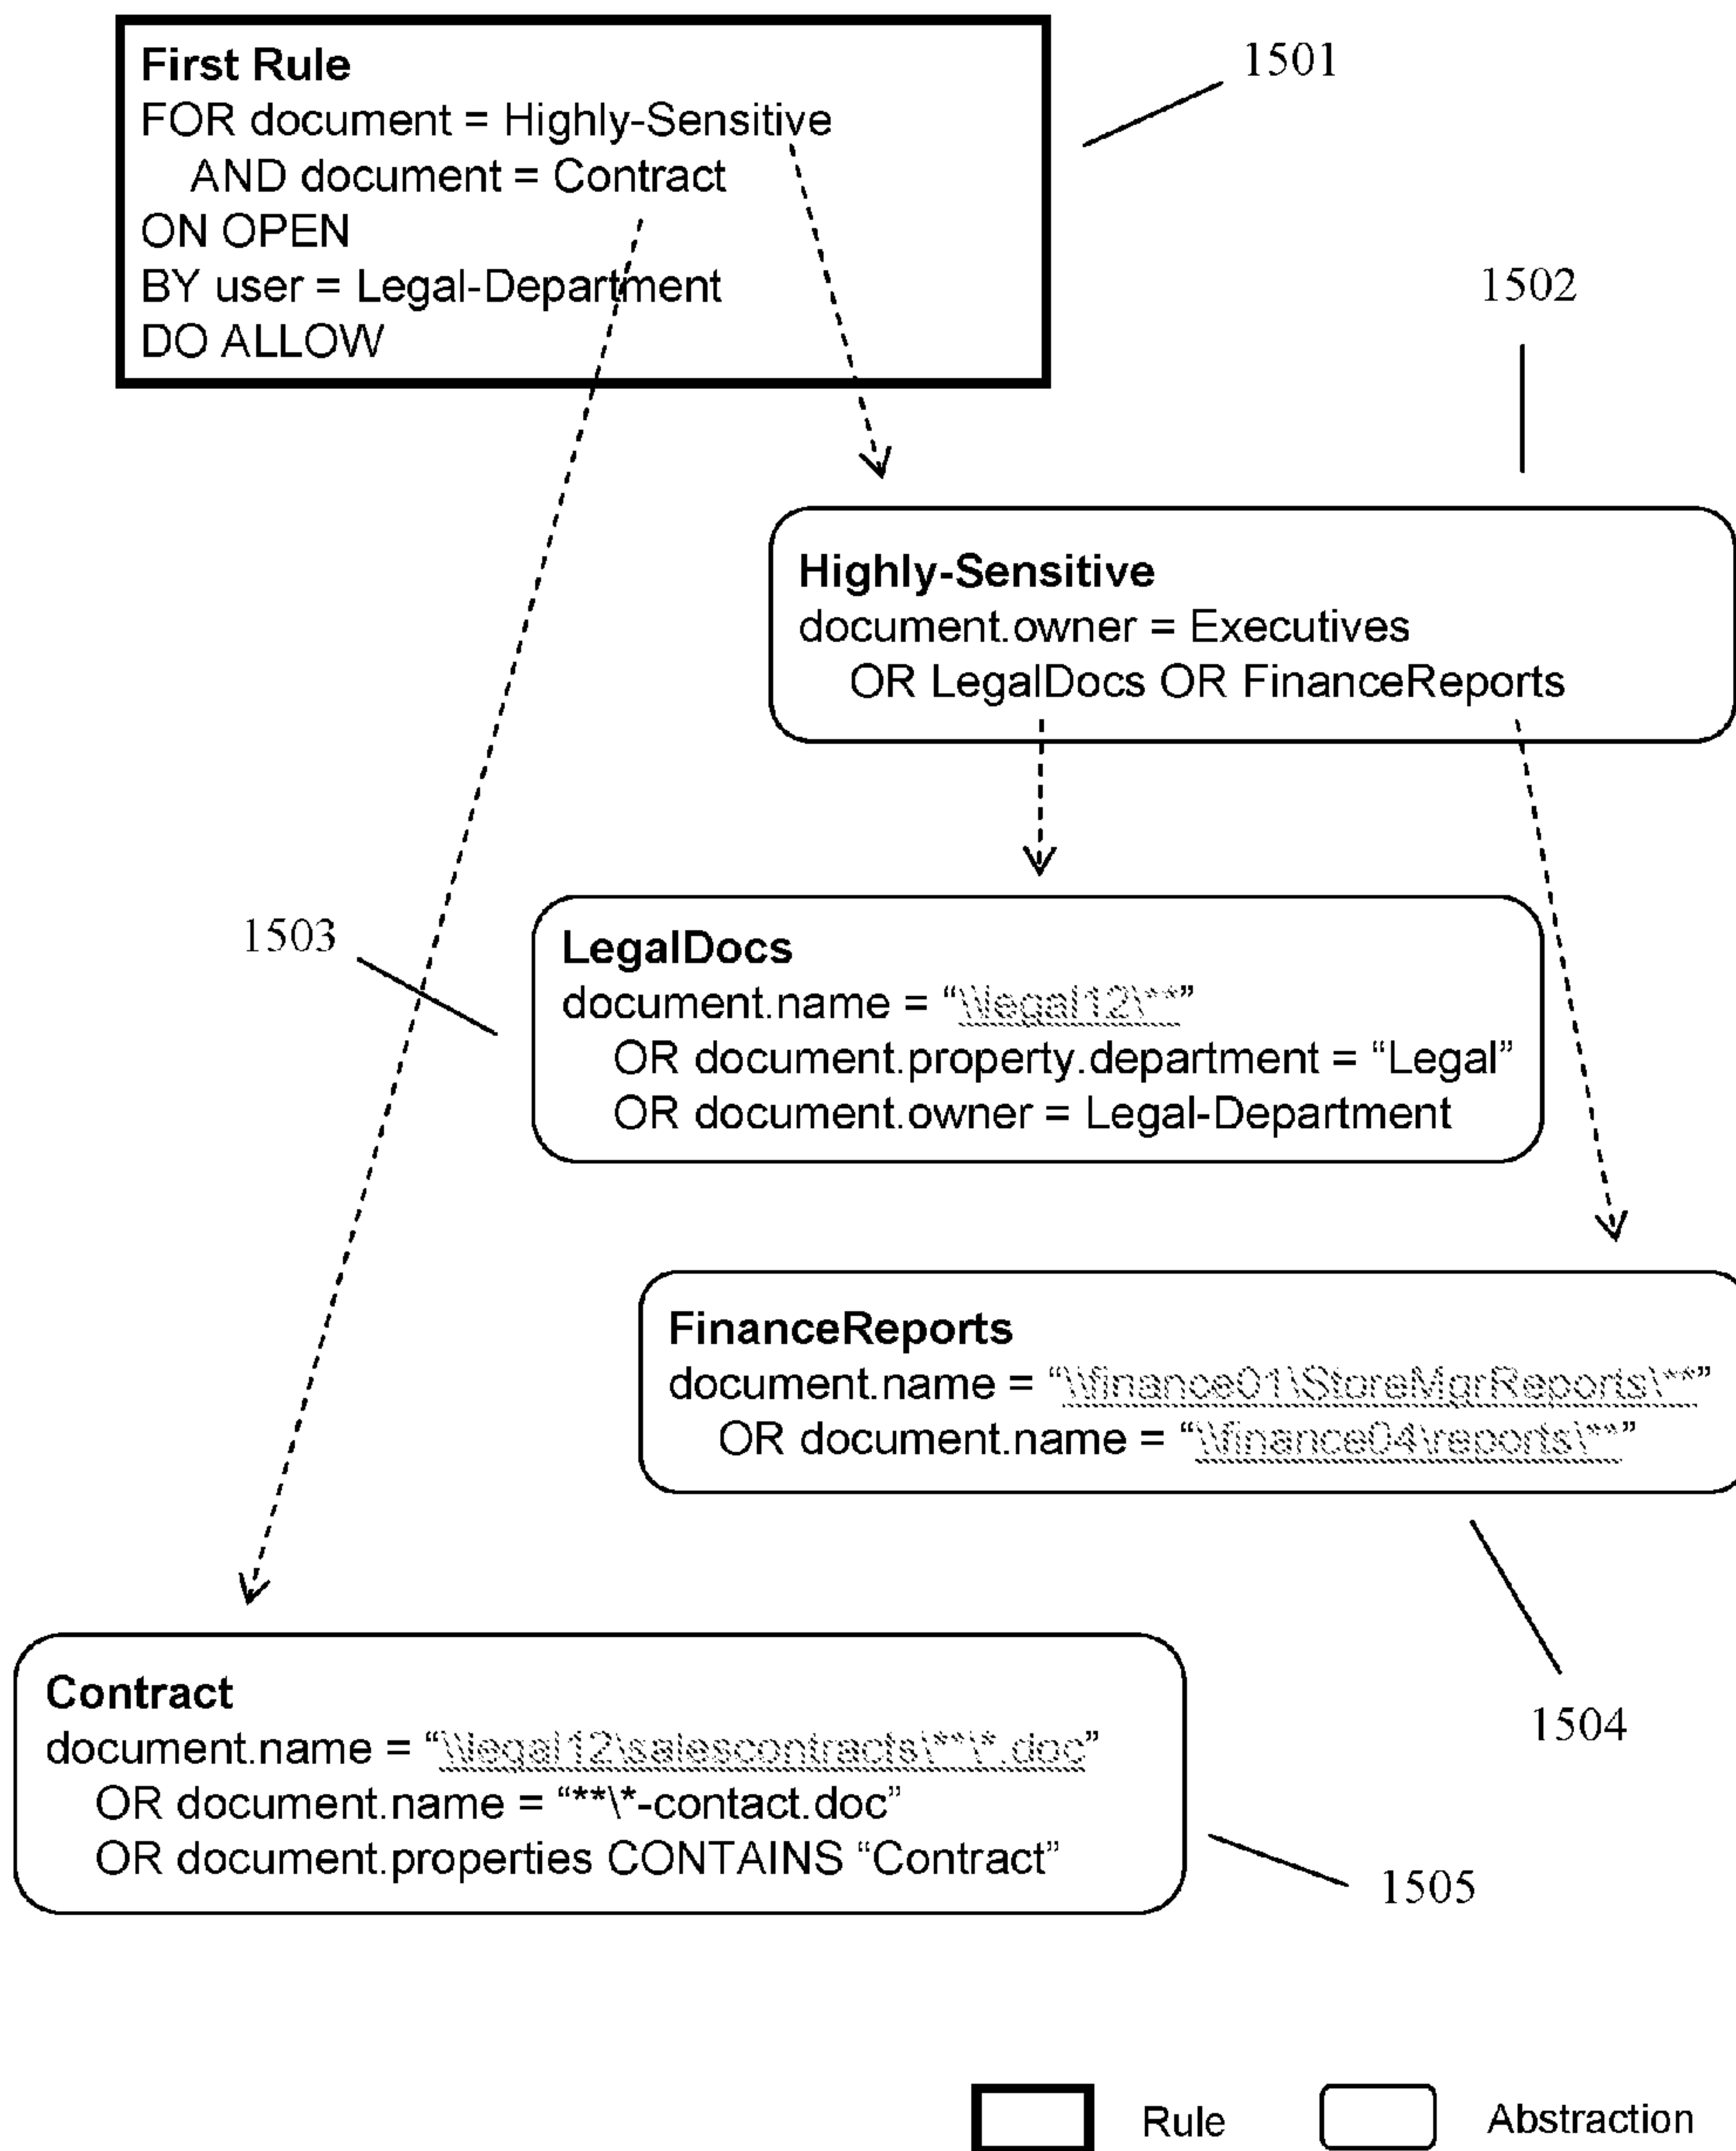 First Rule
FOR document = Highly-Sensitive
AND document = Contract
ON OPEN
BY user = Legal-Department
DO ALLOW
1501
1502
Highly-Sensitive
document.owner = Executives
OR LegalDocs OR FinanceReports
1503
LegalDocs
document.name = “\\legal12\**”
OR document.property.department = “Legal”
OR document.owner = Legal-Department
FinanceReports
document.name = “\\finance01\StoreMgrReports\**”
OR document.name = “\\finance04\reports\**”
1504
Contract
document.name = “\\legal12\salescontracts\**\*.doc”
OR document.name = “**\*-contact.doc”
OR document.properties CONTAINS “Contract”
1505
Rule
Abstraction